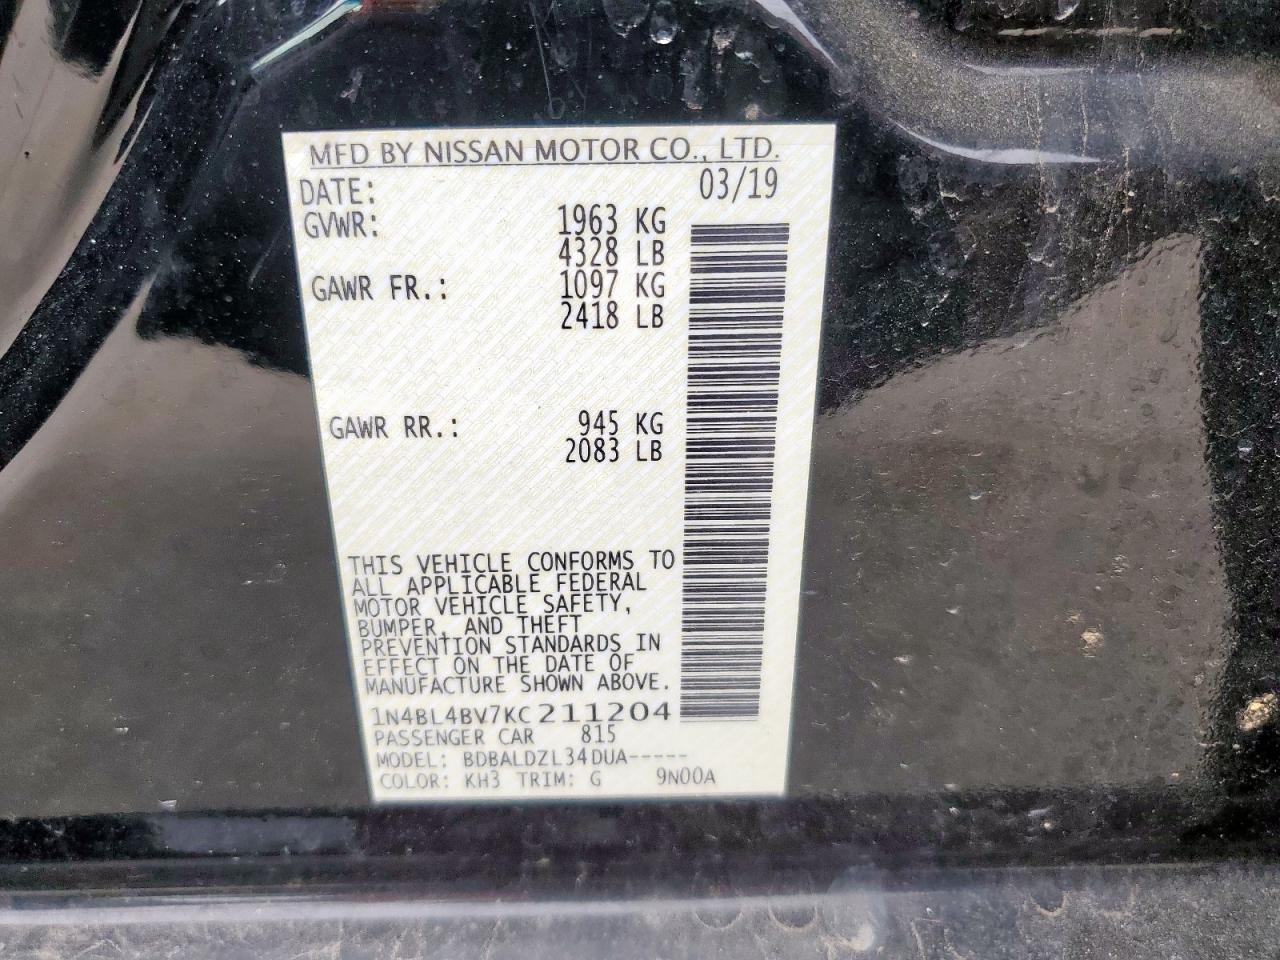 MFD BY NISSAN MOTOR CO., LTD.
DATE: 03/19
GVWR: 1963 KG
4328 LB
GAWR FR.: 1097 KG
2418 LB
GAWR RR.: 945 KG
2083 LB
THIS VEHICLE CONFORMS TO
ALL APPLICABLE FEDERAL
MOTOR VEHICLE SAFETY,
BUMPER, AND THEFT
PREVENTION STANDARDS IN
EFFECT ON THE DATE OF
MANUFACTURE SHOWN ABOVE.
1N4BL4BV7KC211204
PASSENGER CAR 815
MODEL: BDBALDZL34DUA-----
COLOR: KH3 TRIM: G 9N00A